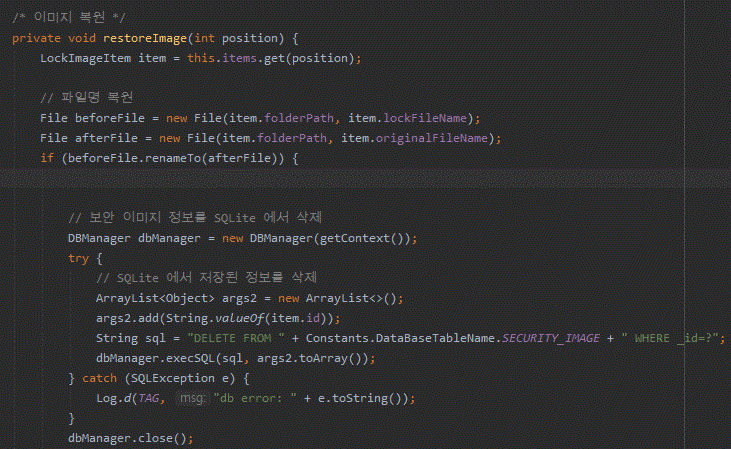 /* 이미지 복원 */
private void restoreImage(int position) {
LockImageItem item = this.items.get(position);
// 파일명 복원
File beforeFile = new File(item.folderPath, item.lockFileName);
File afterFile = new File(item.folderPath, item.originalFileName);
if (beforeFile.renameTo(afterFile)) {
// 보안 이미지 정보를 SQLite 에서 삭제
DBManager dbManager = new DBManager(getContext());
try {
// SQLite 에서 저장된 정보를 삭제
ArrayList<Object> args2 = new ArrayList<>();
args2.add(String.valueOf(item.id));
String sql = "DELETE FROM " + Constants.DataBaseTableName.SECURITY_IMAGE + " WHERE _id=?";
dbManager.execSQL(sql, args2.toArray());
} catch (SQLException e) {
Log.d(TAG, msg: "db error: " + e.toString());
}
dbManager.close();